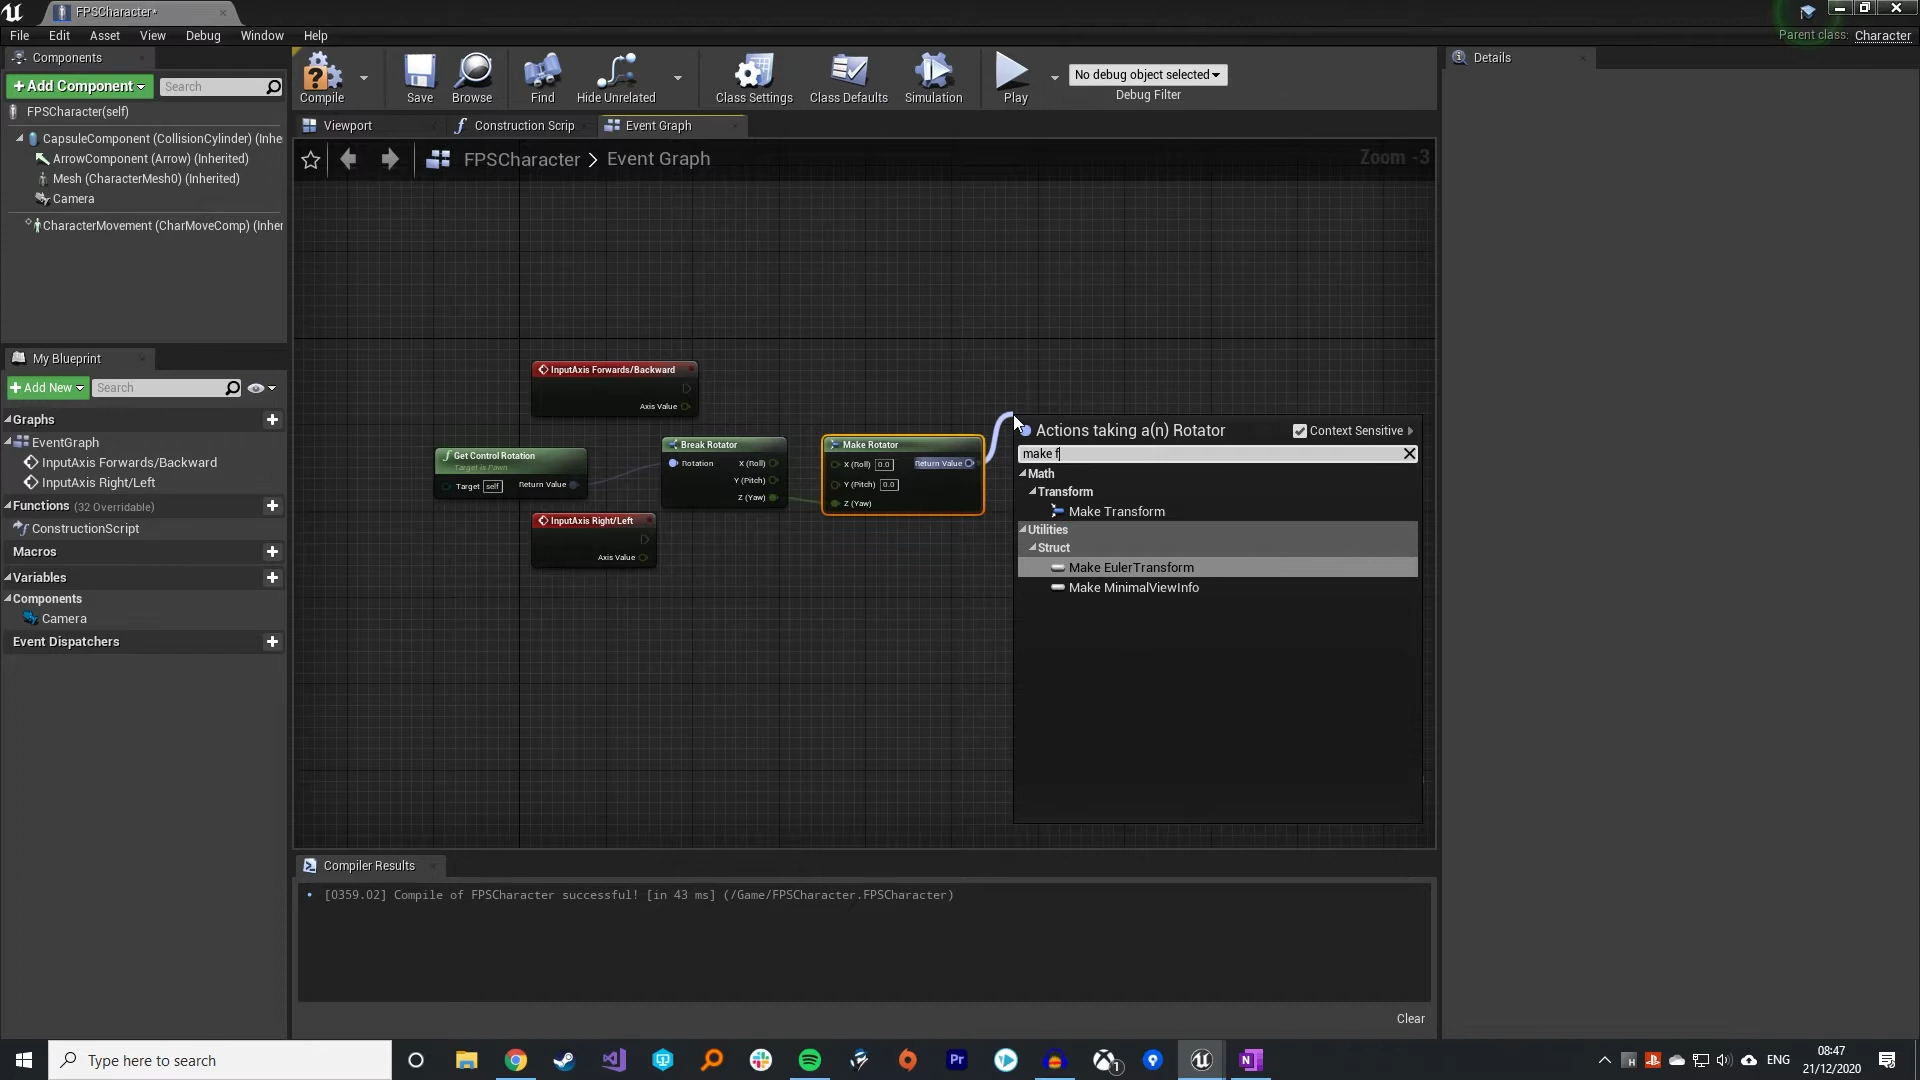 FPSCharacter*
File Edit Asset View Debug Window Help
Parent class: Character
Components
+Add Component
Search
FPSCharacter(self)
CapsuleComponent (CollisionCylinder) (Inhe
ArrowComponent (Arrow) (Inherited)
Mesh (CharacterMesh0) (Inherited)
Camera
CharacterMovement (CharMoveComp) (Inher
Compile
Save
Browse
Find
Hide Unrelated
Class Settings
Class Defaults
Simulation
Play
No debug object selected
Debug Filter
Details
Viewport
Construction Scrip
Event Graph
FPSCharacter > Event Graph
Zoom -3
My Blueprint
+Add New
Search
Graphs
EventGraph
InputAxis Forwards/Backward
InputAxis Right/Left
Functions (32 Overridable)
ConstructionScript
Macros
Variables
Components
Camera
Event Dispatchers
InputAxis Forwards/Backward
Axis Value
Get Control Rotation
Target is Pawn
Target self
Return Value
Break Rotator
Rotation
X (Roll)
Y (Pitch)
Z (Yaw)
Make Rotator
X (Roll) 0.0
Return Value
Y (Pitch) 0.0
Z (Yaw)
InputAxis Right/Left
Axis Value
Actions taking a(n) Rotator
Context Sensitive
make f
Math
Transform
Make Transform
Utilities
Struct
Make EulerTransform
Make MinimalViewInfo
Compiler Results
[0359.02] Compile of FPSCharacter successful! [in 43 ms] (/Game/FPSCharacter.FPSCharacter)
Clear
Type here to search
Pr
N
1
H
ENG
08:47
21/12/2020